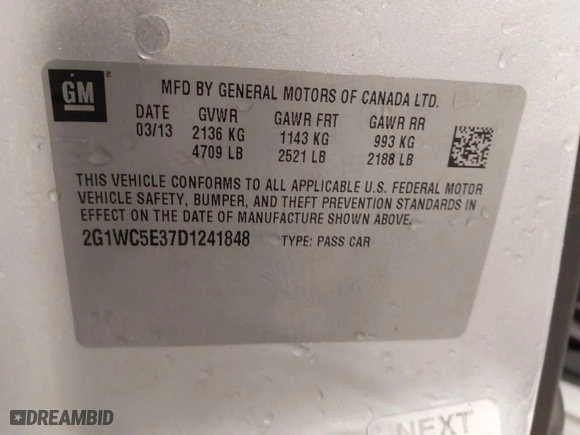 GM
MFD BY GENERAL MOTORS OF CANADA LTD.
DATE GVWR GAWR FRT GAWR RR
03/13 2136 KG 1143 KG 993 KG
4709 LB 2521 LB 2188 LB
THIS VEHICLE CONFORMS TO ALL APPLICABLE U.S. FEDERAL MOTOR
VEHICLE SAFETY, BUMPER, AND THEFT PREVENTION STANDARDS IN
EFFECT ON THE DATE OF MANUFACTURE SHOWN ABOVE.
2G1WC5E37D1241848 TYPE: PASS CAR
NEXT
DREAMBID